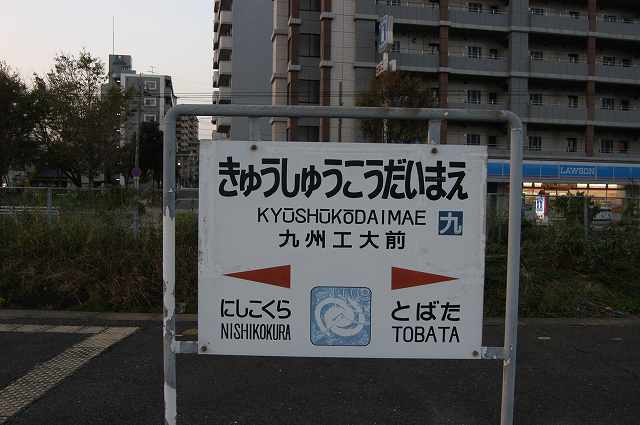 LAWSON
きゅうしゅうこうだいまえ
KYŪSHŪKŌDAIMAE 九
九州工大前
にしこくら とばた
NISHIKOKURA TOBATA